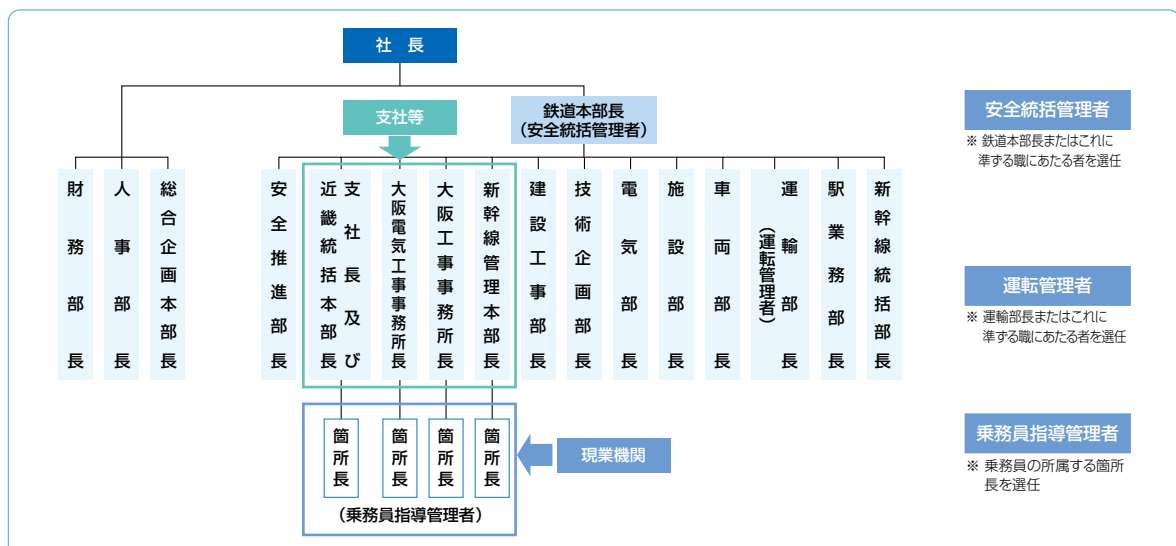 社 長
支社等
鉄道本部長
（安全統括管理者）
財務部長
人事部長
総合企画本部長
安全推進部長
支社長及び
近畿統括本部長
大阪電気工事事務所長
大阪工事事務所長
新幹線管理本部長
建設工事部長
技術企画部長
電気部長
施設部長
車両部長
運輸部長
（運転管理者）
駅業務部長
新幹線統括部長
箇所長
箇所長
箇所長
箇所長
（乗務員指導管理者）
現業機関
安全統括管理者
※ 鉄道本部長またはこれに
準ずる職にあたる者を選任
運転管理者
※ 運輸部長またはこれに
準ずる職にあたる者を選任
乗務員指導管理者
※ 乗務員の所属する箇所
長を選任